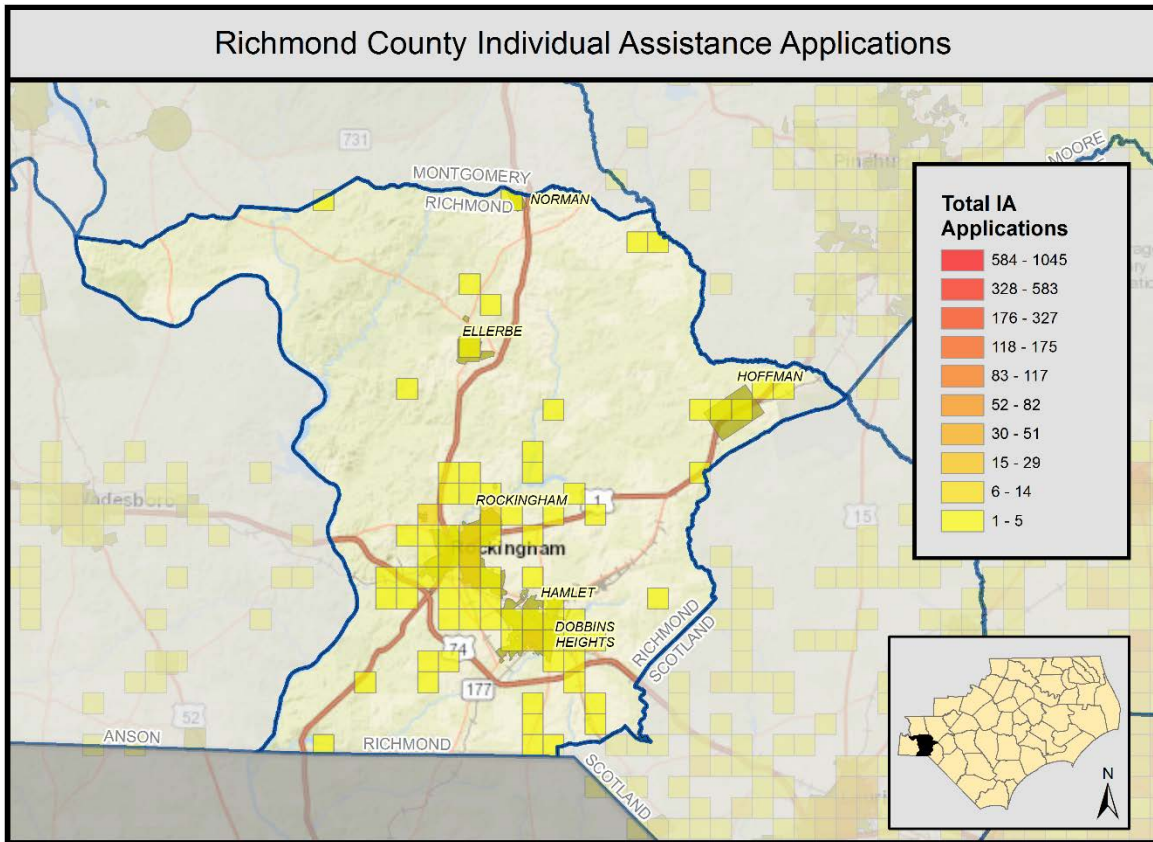 Richmond County Individual Assistance Applications
731
MONTGOMERY
RICHMOND
NORMAN
MOORE
ELLERBE
HOFFMAN
ROCKINGHAM
1
15
Rockingham
HAMLET
DOBBINS
HEIGHTS
RICHMOND
SCOTLAND
74
177
52
ANSON
RICHMOND
SCOTLAND
Total IA
Applications
584 - 1045
328 - 583
176 - 327
118 - 175
83 - 117
52 - 82
30 - 51
15 - 29
6 - 14
1 - 5
N